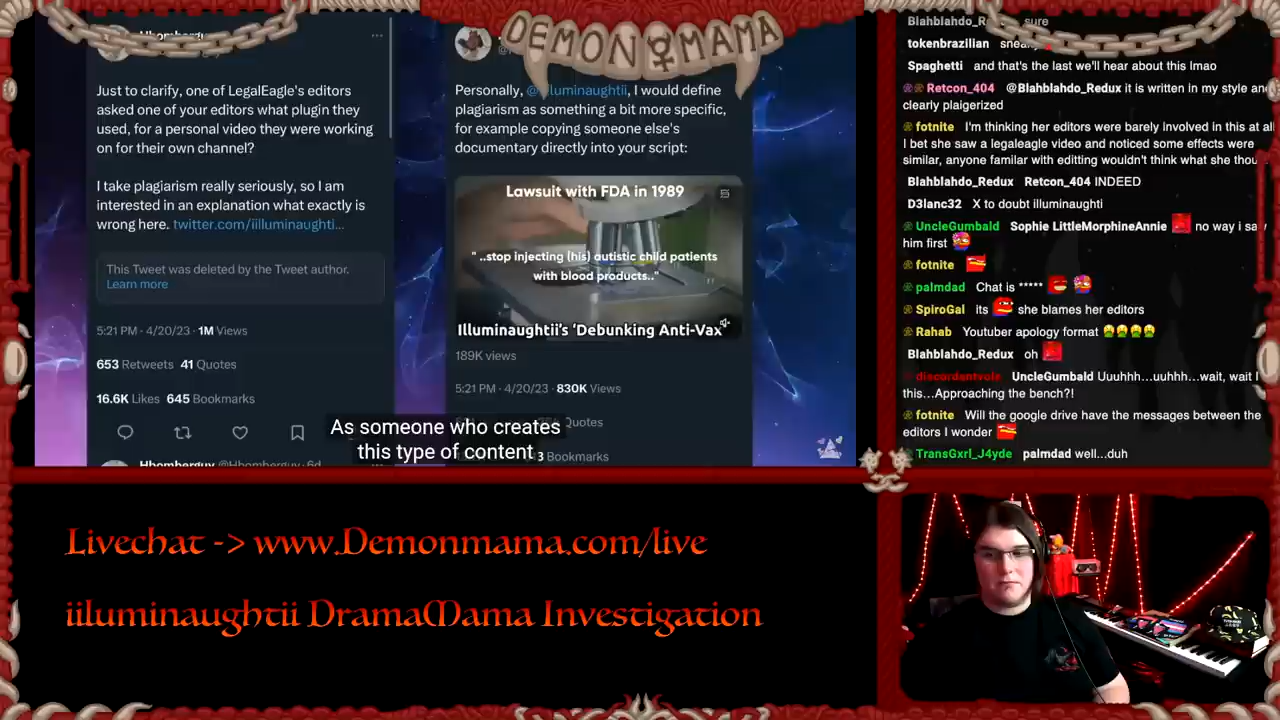 DEMON MAMA
Hbomberguy
Just to clarify, one of LegalEagle's editors
asked one of your editors what plugin they
used, for a personal video they were working
on for their own channel?
I take plagiarism really seriously, so I am
interested in an explanation what exactly is
wrong here. twitter.com/iilluminaughti...
This Tweet was deleted by the Tweet author.
Learn more
5:21 PM · 4/20/23 · 1M Views
653 Retweets 41 Quotes
16.6K Likes 645 Bookmarks
Hbomberguy @Hbomberguy · 6d
Personally,
I would define
plagiarism as something a bit more specific,
for example copying someone else's
documentary directly into your script:
Lawsuit with FDA in 1989
" ..stop injecting (his) autistic child patients
with blood products.."
Illuminaughtii's 'Debunking Anti-Vax'
189K views
5:21 PM · 4/20/23 · 830K Views
Quotes
Bookmarks
As someone who creates
this type of content
sure
tokenbrazilian
Spaghetti and that's the last we'll hear about this lmao
Retcon_404 @Blahblahdo_Redux it is written in my style and
clearly plaigerized
fotnite I'm thinking her editors were barely involved in this at al
I bet she saw a legaleagle video and noticed some effects were
similar, anyone familar with editting wouldn't think what she thou
Blahblahdo_Redux Retcon_404 INDEED
D3lanc32 X to doubt illuminaughti
UncleGumbald Sophie LittleMorphineAnnie no way i saw
him first
fotnite
palmdad Chat is *****
SpiroGal its she blames her editors
Rahab Youtuber apology format
Blahblahdo_Redux oh
discordantvole UncleGumbald Uuuhh...uuhh...wait, wait I
this...Approaching the bench?!
fotnite Will the google drive have the messages between the
editors I wonder
TransGxrl_J4yde palmdad well...duh
Livechat -> www.Demonmama.com/live
iiluminaughtii DramaMama Investigation